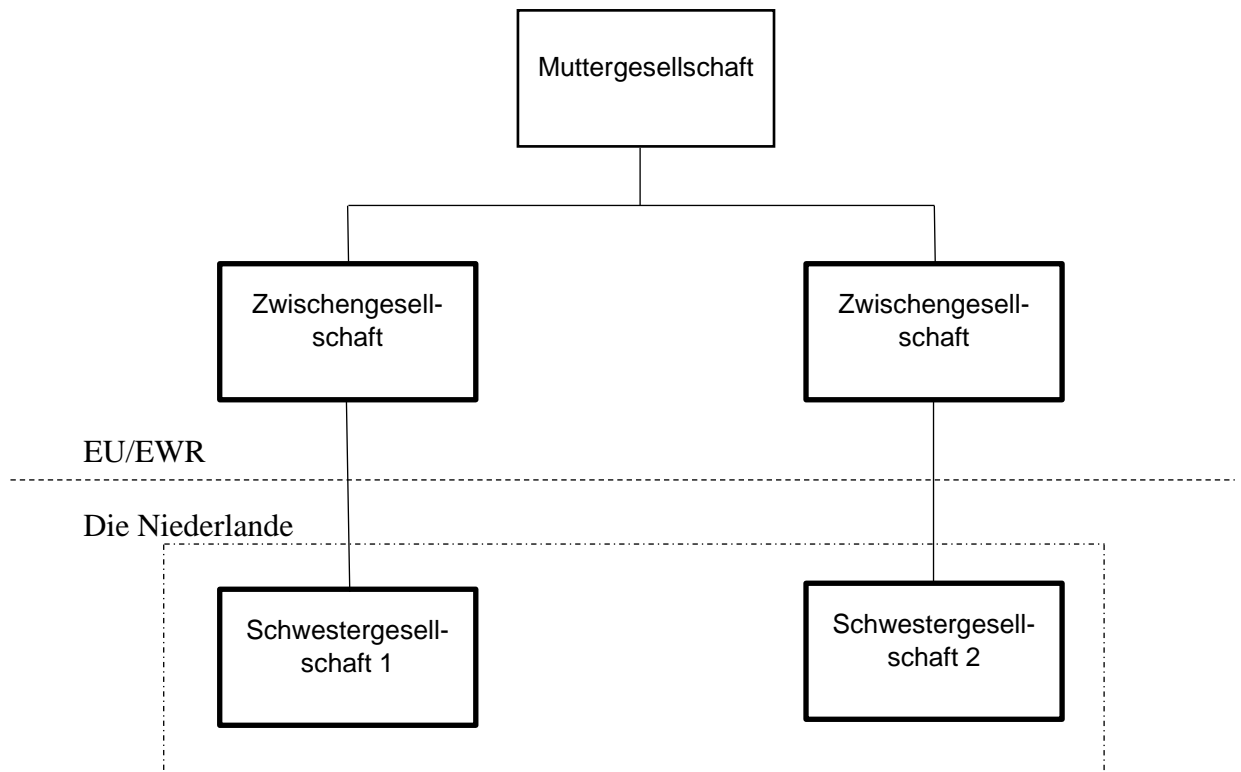 Muttergesellschaft
Zwischengesell-
schaft
Zwischengesell-
schaft
EU/EWR
Die Niederlande
Schwestergesell-
schaft 1
Schwestergesell-
schaft 2